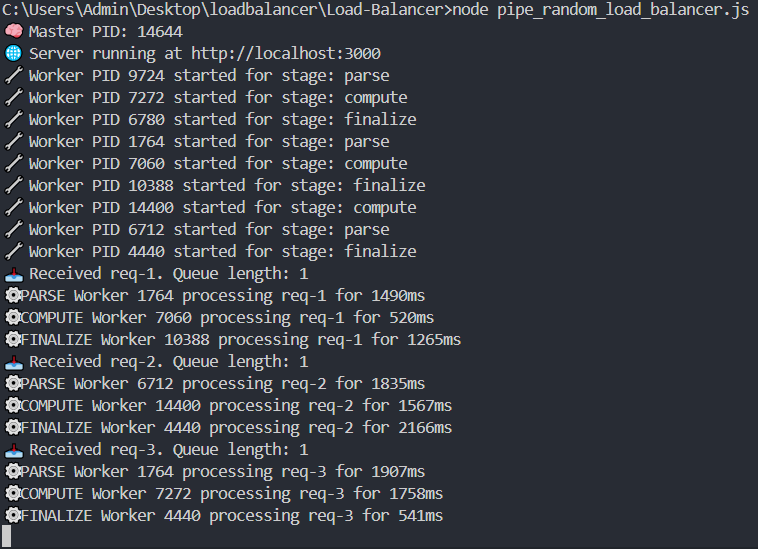 C:\Users\Admin\Desktop\loadbalancer\Load-Balancer>node pipe_random_load_balancer.js
🧠 Master PID: 14644
🌐 Server running at http://localhost:3000
🔧 Worker PID 9724 started for stage: parse
🔧 Worker PID 7272 started for stage: compute
🔧 Worker PID 6780 started for stage: finalize
🔧 Worker PID 1764 started for stage: parse
🔧 Worker PID 7060 started for stage: compute
🔧 Worker PID 10388 started for stage: finalize
🔧 Worker PID 14400 started for stage: compute
🔧 Worker PID 6712 started for stage: parse
🔧 Worker PID 4440 started for stage: finalize
📥 Received req-1. Queue length: 1
⚙️PARSE Worker 1764 processing req-1 for 1490ms
⚙️COMPUTE Worker 7060 processing req-1 for 520ms
⚙️FINALIZE Worker 10388 processing req-1 for 1265ms
📥 Received req-2. Queue length: 1
⚙️PARSE Worker 6712 processing req-2 for 1835ms
⚙️COMPUTE Worker 14400 processing req-2 for 1567ms
⚙️FINALIZE Worker 4440 processing req-2 for 2166ms
📥 Received req-3. Queue length: 1
⚙️PARSE Worker 1764 processing req-3 for 1907ms
⚙️COMPUTE Worker 7272 processing req-3 for 1758ms
⚙️FINALIZE Worker 4440 processing req-3 for 541ms